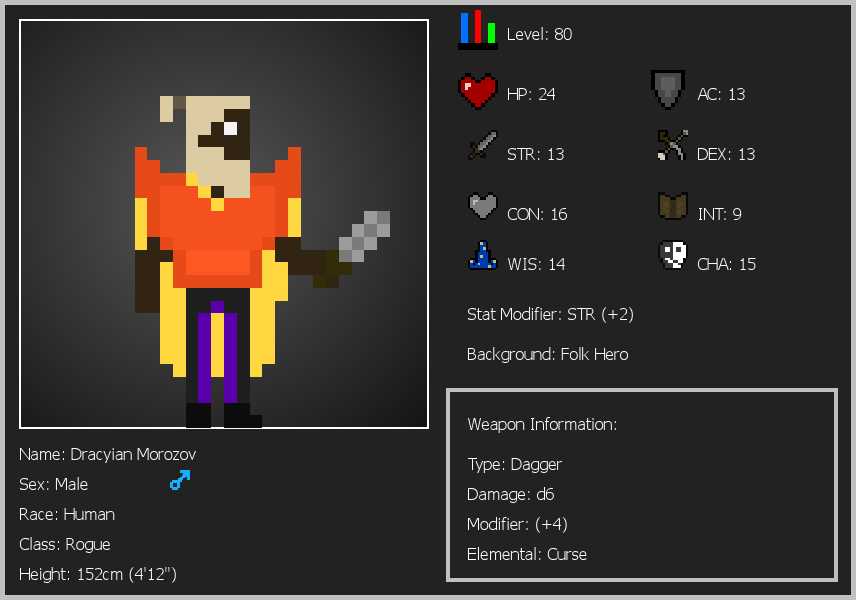 Level: 80
HP: 24
AC: 13
STR: 13
DEX: 13
CON: 16
INT: 9
WIS: 14
CHA: 15
Stat Modifier: STR (+2)
Background: Folk Hero
Weapon Information:
Type: Dagger
Damage: d6
Modifier: (+4)
Elemental: Curse
Name: Dracyian Morozov
Sex: Male
Race: Human
Class: Rogue
Height: 152cm (4'12")